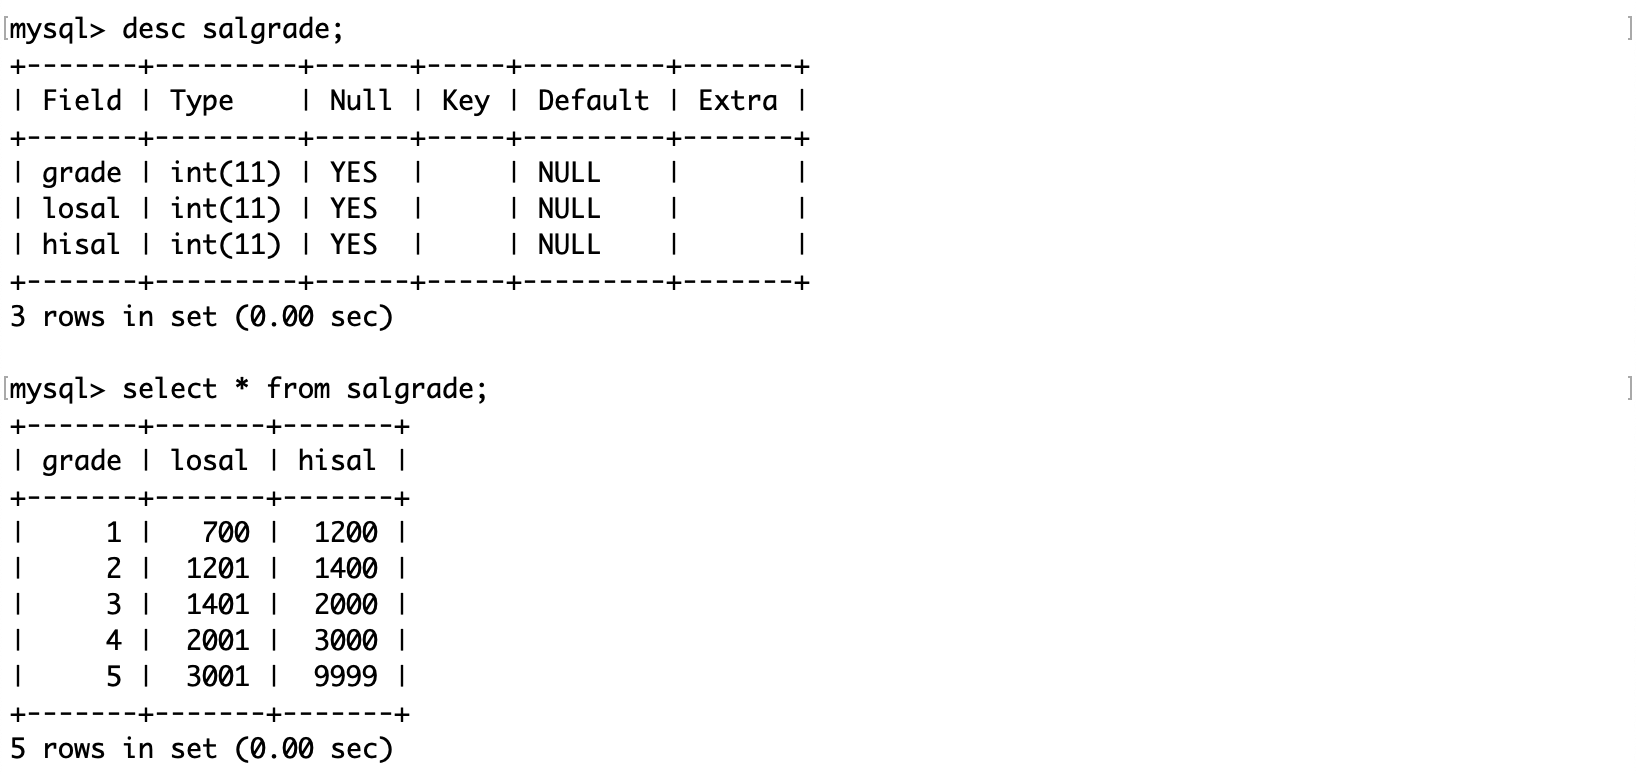 [mysql> desc salgrade; ]
+-------+---------+------+-----+---------+-------+
| Field | Type    | Null | Key | Default | Extra |
+-------+---------+------+-----+---------+-------+
| grade | int(11) | YES  |     | NULL    |       |
| losal | int(11) | YES  |     | NULL    |       |
| hisal | int(11) | YES  |     | NULL    |       |
+-------+---------+------+-----+---------+-------+
3 rows in set (0.00 sec)

[mysql> select * from salgrade; ]
+-------+-------+-------+
| grade | losal | hisal |
+-------+-------+-------+
|     1 |   700 |  1200 |
|     2 |  1201 |  1400 |
|     3 |  1401 |  2000 |
|     4 |  2001 |  3000 |
|     5 |  3001 |  9999 |
+-------+-------+-------+
5 rows in set (0.00 sec)